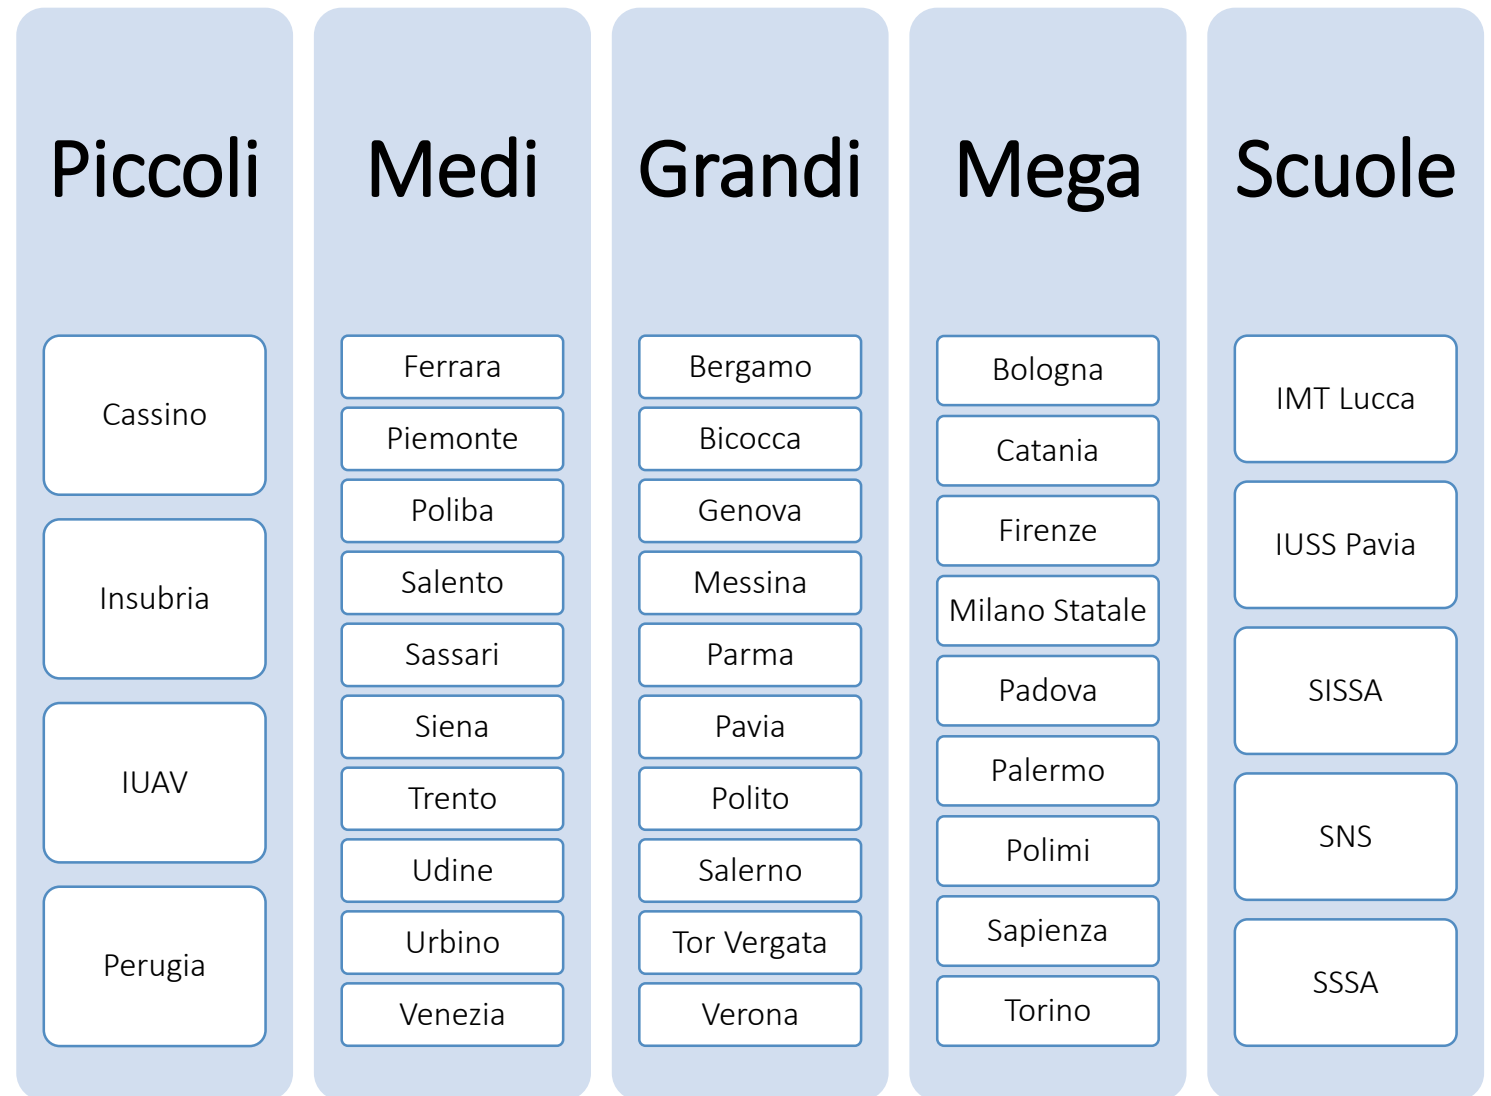 Piccoli
Cassino
Insubria
IUAV
Perugia
Medi
Ferrara
Piemonte
Poliba
Salento
Sassari
Siena
Trento
Udine
Urbino
Venezia
Grandi
Bergamo
Bicocca
Genova
Messina
Parma
Pavia
Polito
Salerno
Tor Vergata
Verona
Mega
Bologna
Catania
Firenze
Milano Statale
Padova
Palermo
Polimi
Sapienza
Torino
Scuole
IMT Lucca
IUSS Pavia
SISSA
SNS
SSSA